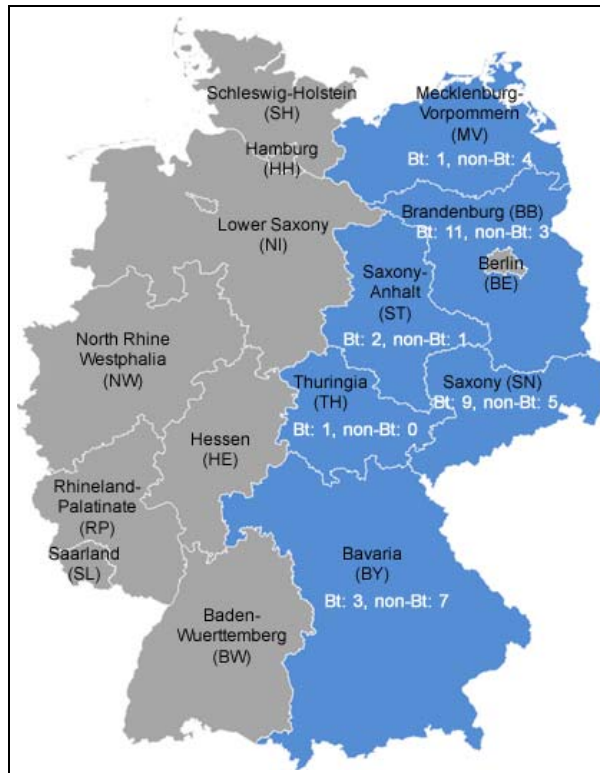 Schleswig-Holstein
(SH)
Mecklenburg-
Vorpommern
(MV)
Bt: 1, non-Bt: 4
Hamburg
(HH)
Lower Saxony
(NI)
Brandenburg (BB)
Bt: 11, non-Bt: 3
Berlin
(BE)
Saxony-
Anhalt
(ST)
Bt: 2, non-Bt: 1
North Rhine
Westphalia
(NW)
Thuringia
(TH)
Bt: 1, non-Bt: 0
Saxony (SN)
Bt: 9, non-Bt: 5
Hessen
(HE)
Rhineland-
Palatinate
(RP)
Saarland
(SL)
Bavaria
(BY)
Bt: 3, non-Bt: 7
Baden-
Wuerttemberg
(BW)